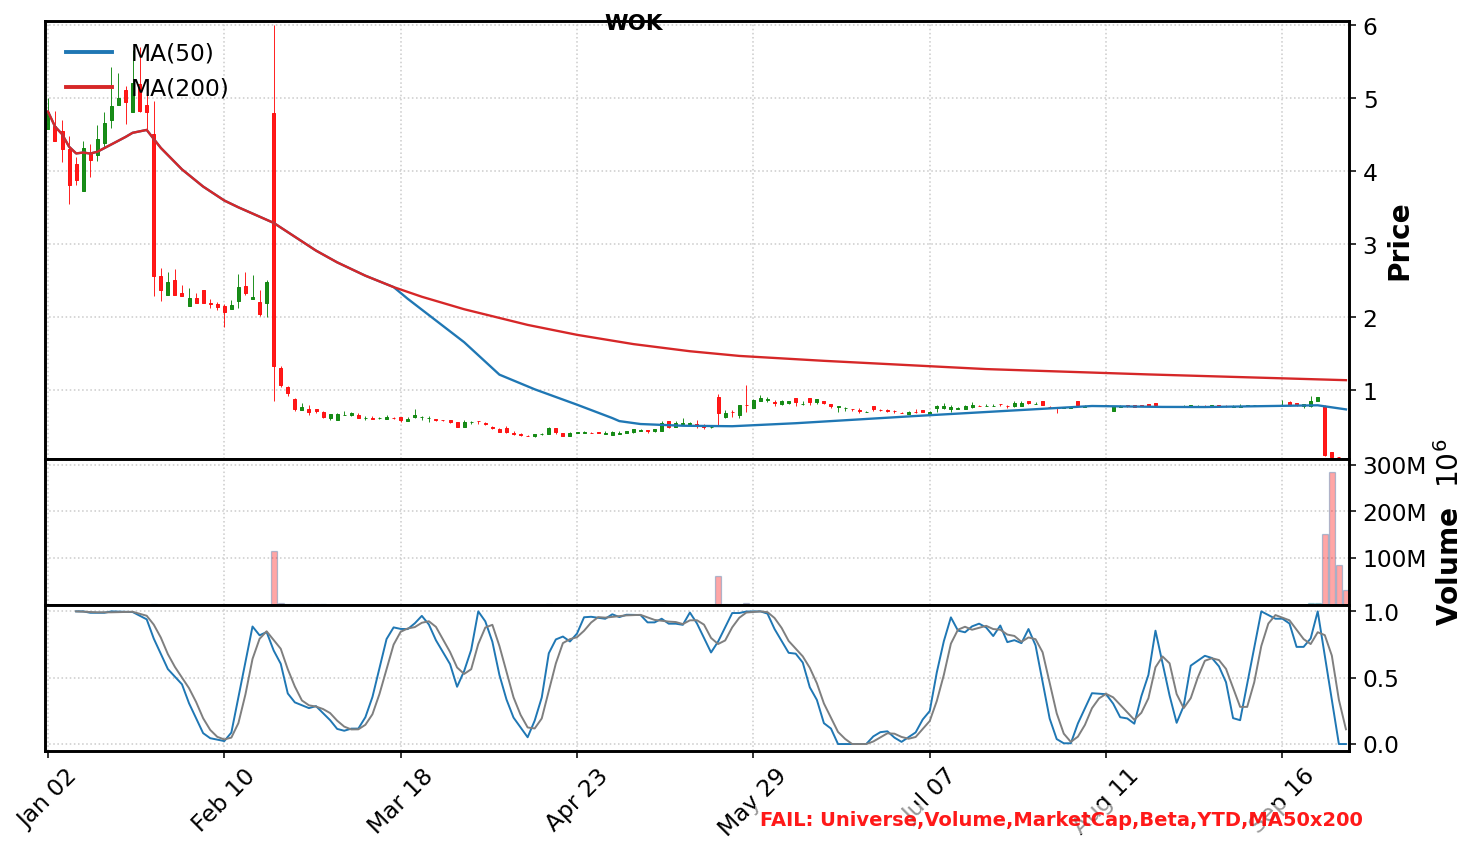 WOK
MA(50)
MA(200)
6
5
4
3
2
1
Price
300M
200M
100M
Volume 10^6
1.0
0.5
0.0
Jan 02
Feb 10
Mar 18
Apr 23
May 29
Jul 07
Aug 11
Sep 16
FAIL: Universe,Volume,MarketCap,Beta,YTD,MA50x200